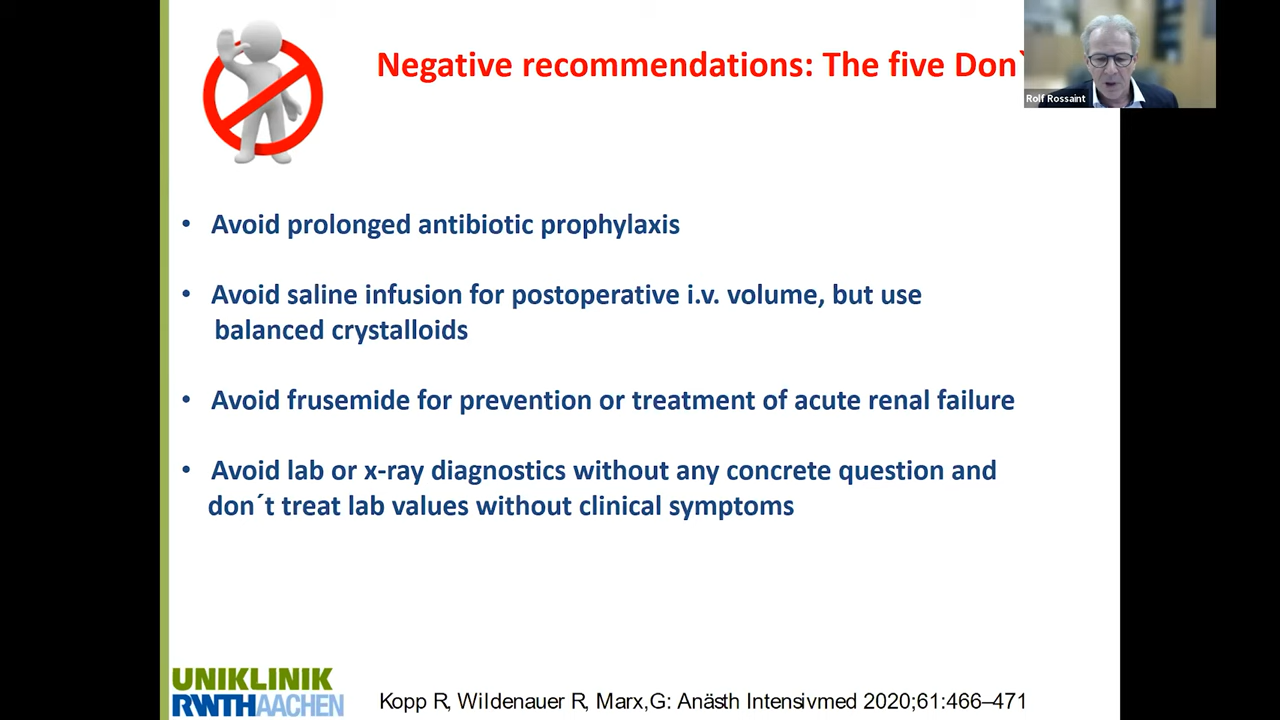 Negative recommendations: The five Don`
Rolf Rossaint
• Avoid prolonged antibiotic prophylaxis
• Avoid saline infusion for postoperative i.v. volume, but use
balanced crystalloids
• Avoid frusemide for prevention or treatment of acute renal failure
• Avoid lab or x-ray diagnostics without any concrete question and
don´t treat lab values without clinical symptoms
UNIKLINIK
RWTHAACHEN
Kopp R, Wildenauer R, Marx,G: Anästh Intensivmed 2020;61:466–471